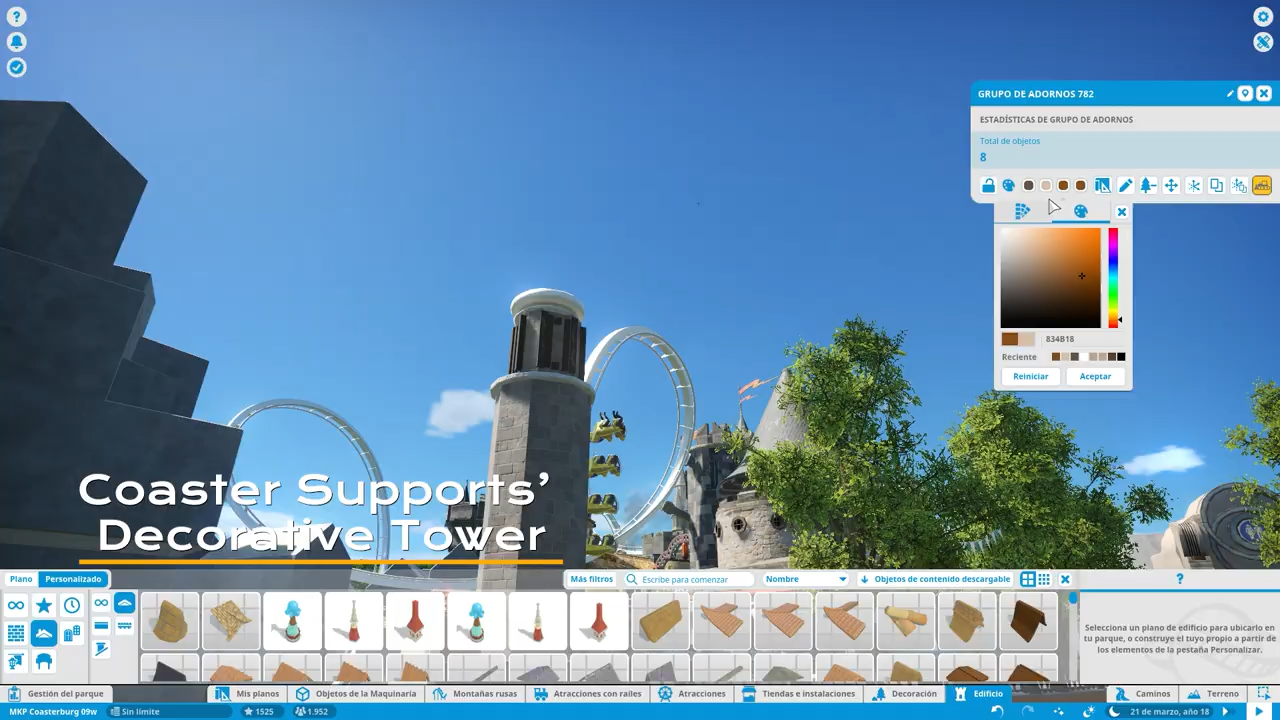 GRUPO DE ADORNOS 782
ESTADÍSTICAS DE GRUPO DE ADORNOS
Total de objetos
8
834B18
Reciente
Reiniciar
Aceptar
Coaster Supports’
Decorative Tower
Plano
Personalizado
Más filtros
Escribe para comenzar
Nombre
Objetos de contenido descargable
?
Selecciona un plano de edificio para ubicarlo en
tu parque, o construye el tuyo propio a partir de
los elementos de la pestaña Personalizar.
Gestión del parque
Mis planos
Objetos de la Maquinaria
Montañas rusas
Atracciones con raíles
Atracciones
Tiendas e instalaciones
Decoración
Edificio
Caminos
Terreno
MKP Coasterburg 09w
Sin límite
1525
1.952
21 de marzo, año 18